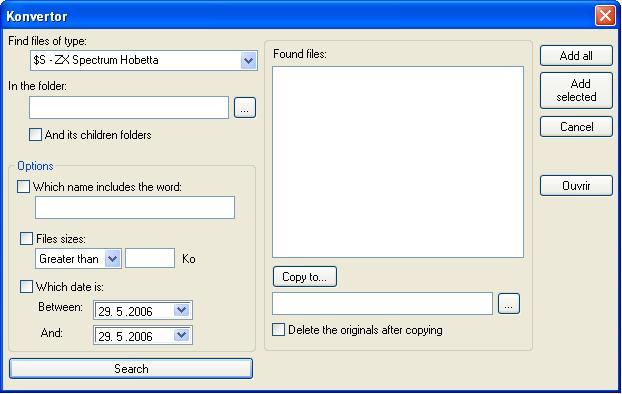 Konvertor
Find files of type:
$S - ZX Spectrum Hobetta
In the folder:
...
And its children folders
Options
Which name includes the word:
Files sizes:
Greater than
Ko
Which date is:
Between:
29. 5 .2006
And:
29. 5 .2006
Search
Found files:
Copy to...
...
Delete the originals after copying
Add all
Add
selected
Cancel
Ouvrir